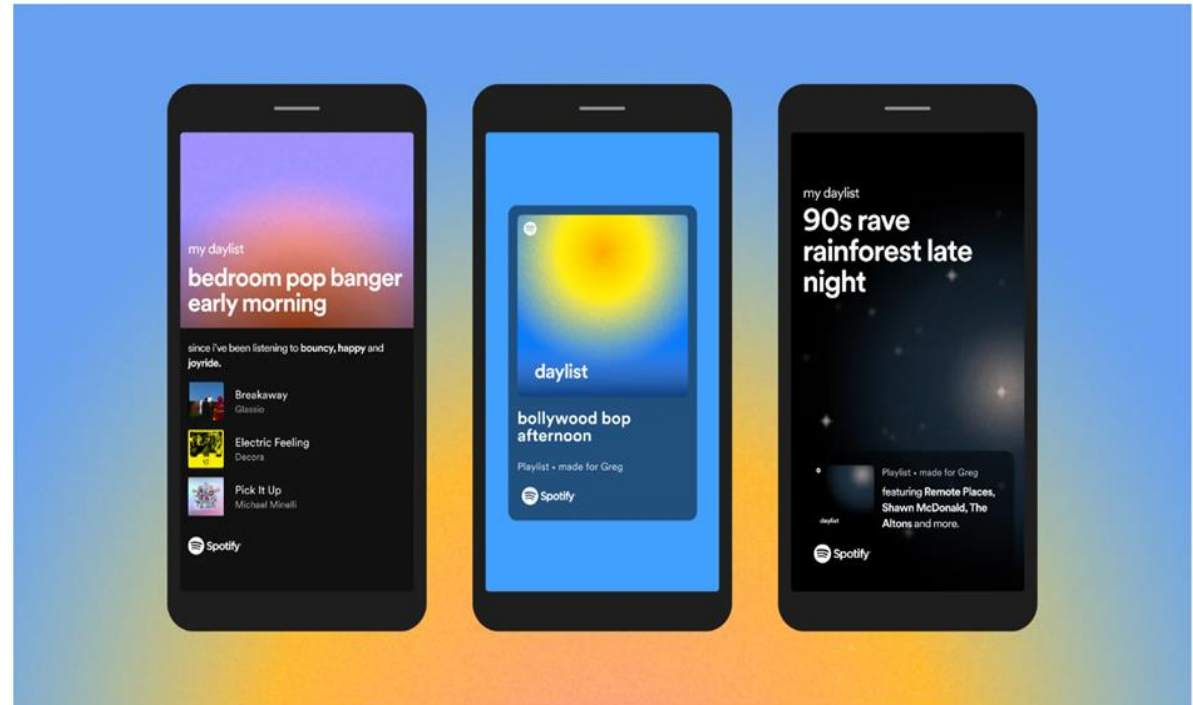 my daylist
bedroom pop banger
early morning
since i've been listening to bouncy, happy and
joyride.
Breakaway
Glassio
Electric Feeling
Decora
Pick It Up
Michael Minelli
Spotify
daylist
bollywood bop
afternoon
Playlist • made for Greg
Spotify
my daylist
90s rave
rainforest late
night
Playlist • made for Greg
featuring Remote Places,
Shawn McDonald, The
Altons and more.
daylist
Spotify